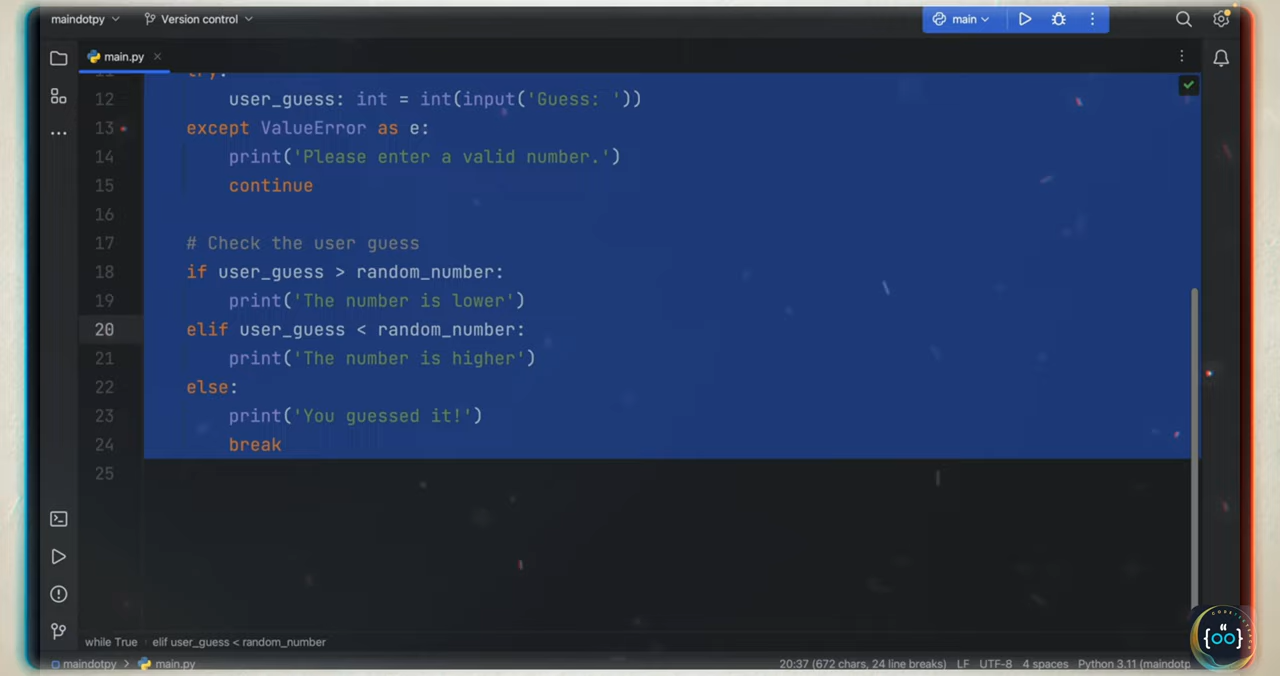 maindotpy Version control main
main.py
11 try:
12 user_guess: int = int(input('Guess: '))
13 except ValueError as e:
14 print('Please enter a valid number.')
15 continue
16
17 # Check the user guess
18 if user_guess > random_number:
19 print('The number is lower')
20 elif user_guess < random_number:
21 print('The number is higher')
22 else:
23 print('You guessed it!')
24 break
25
while True elif user_guess < random_number
maindotpy > main.py 20:37 (672 chars, 24 line breaks) LF UTF-8 4 spaces Python 3.11 (maindotp